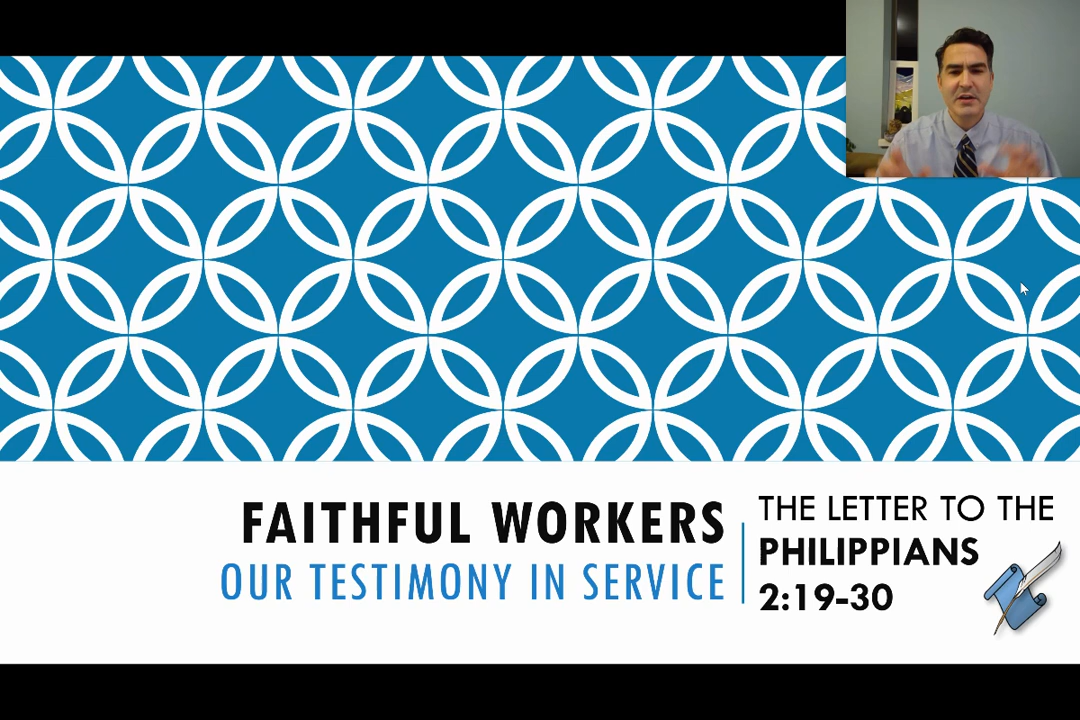 FAITHFUL WORKERS
OUR TESTIMONY IN SERVICE
THE LETTER TO THE
PHILIPPIANS
2:19-30